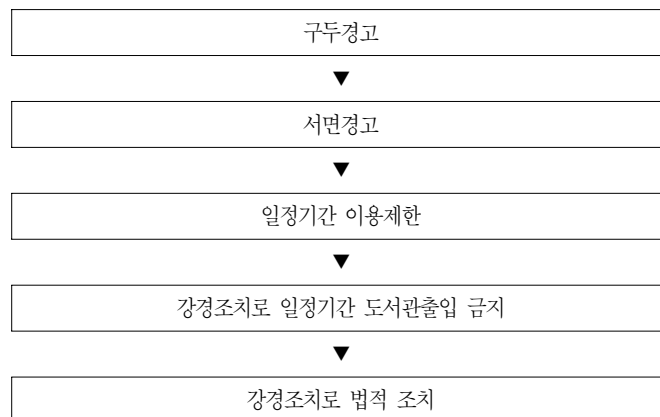 구두경고
▼
서면경고
▼
일정기간 이용제한
▼
강경조치로 일정기간 도서관출입 금지
▼
강경조치로 법적 조치